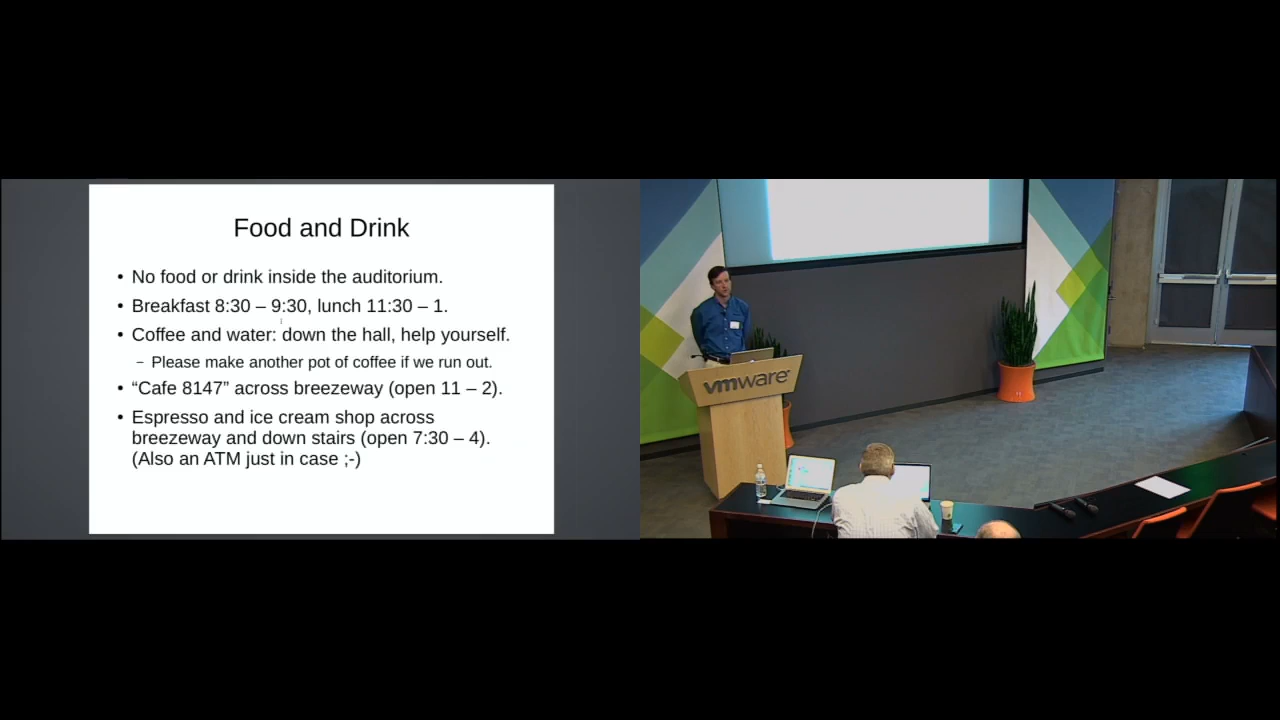 Food and Drink
• No food or drink inside the auditorium.
• Breakfast 8:30 – 9:30, lunch 11:30 – 1.
• Coffee and water: down the hall, help yourself.
– Please make another pot of coffee if we run out.
• “Cafe 8147” across breezeway (open 11 – 2).
• Espresso and ice cream shop across
breezeway and down stairs (open 7:30 – 4).
(Also an ATM just in case ;-)
vmware